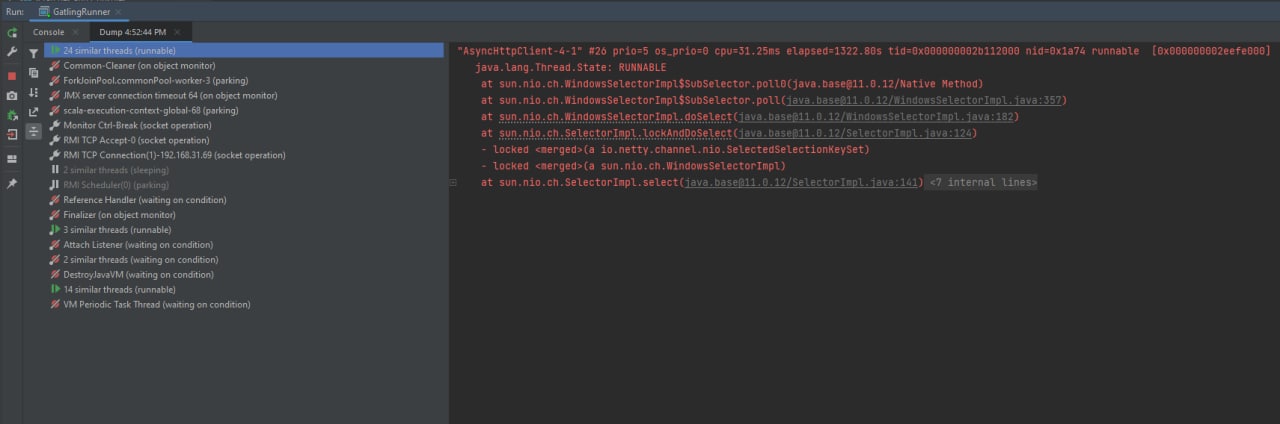 Run: GatlingRunner
Console Dump 4:52:44 PM
24 similar threads (runnable)
Common-Cleaner (on object monitor)
ForkJoinPool.commonPool-worker-3 (parking)
JMX server connection timeout 64 (on object monitor)
scala-execution-context-global-68 (parking)
Monitor Ctrl-Break (socket operation)
RMI TCP Accept-0 (socket operation)
RMI TCP Connection(1)-192.168.31.69 (socket operation)
2 similar threads (sleeping)
RMI Scheduler(0) (parking)
Reference Handler (waiting on condition)
Finalizer (on object monitor)
3 similar threads (runnable)
Attach Listener (waiting on condition)
2 similar threads (waiting on condition)
DestroyJavaVM (waiting on condition)
14 similar threads (runnable)
VM Periodic Task Thread (waiting on condition)
"AsyncHttpClient-4-1" #26 prio=5 os_prio=0 cpu=31.25ms elapsed=1322.80s tid=0x000000002b112000 nid=0x1a74 runnable [0x000000002eefe000]
java.lang.Thread.State: RUNNABLE
at sun.nio.ch.WindowsSelectorImpl$SubSelector.poll0(java.base@11.0.12/Native Method)
at sun.nio.ch.WindowsSelectorImpl$SubSelector.poll(java.base@11.0.12/WindowsSelectorImpl.java:357)
at sun.nio.ch.WindowsSelectorImpl.doSelect(java.base@11.0.12/WindowsSelectorImpl.java:182)
at sun.nio.ch.SelectorImpl.lockAndDoSelect(java.base@11.0.12/SelectorImpl.java:124)
- locked <merged>(a io.netty.channel.nio.SelectedSelectionKeySet)
- locked <merged>(a sun.nio.ch.WindowsSelectorImpl)
at sun.nio.ch.SelectorImpl.select(java.base@11.0.12/SelectorImpl.java:141) <7 internal lines>